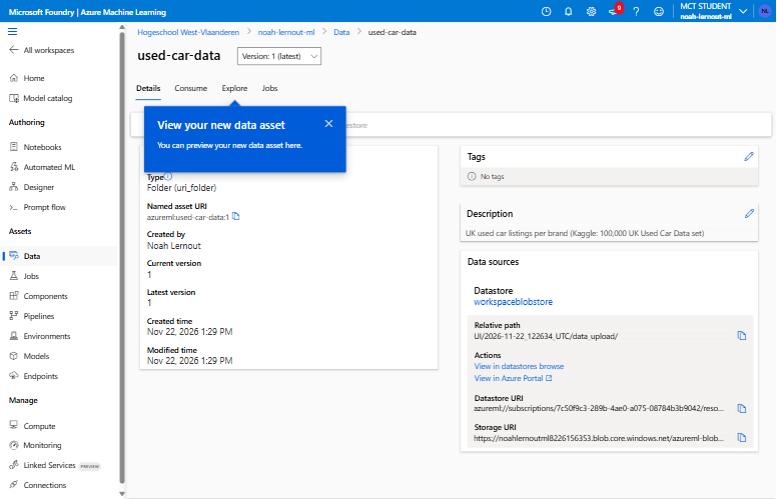 Microsoft Foundry | Azure Machine Learning
9
MCT STUDENT
noah-lernout-ml
NL
All workspaces
Home
Model catalog
Authoring
Notebooks
Automated ML
Designer
Prompt flow
Assets
Data
Jobs
Components
Pipelines
Environments
Models
Endpoints
Manage
Compute
Monitoring
Linked Services PREVIEW
Connections
Hogeschool West-Vlaanderen > noah-lernout-ml > Data > used-car-data
used-car-data
Version: 1 (latest)
Details Consume Explore Jobs
View your new data asset
You can preview your new data asset here.
Type
Folder (uri_folder)
Named asset URI
azureml:used-car-data:1
Created by
Noah Lernout
Current version
1
Latest version
1
Created time
Nov 22, 2026 1:29 PM
Modified time
Nov 22, 2026 1:29 PM
Tags
No tags
Description
UK used car listings per brand (Kaggle: 100,000 UK Used Car Data set)
Data sources
Datastore
workspaceblobstore
Relative path
UI/2026-11-22_122634_UTC/data_upload/
Actions
View in datastores browse
View in Azure Portal
Datastore URI
azureml://subscriptions/7c50f9c3-289b-4ae0-a075-08784b3b9042/reso...
Storage URI
https://noahlernoutml8226156353.blob.core.windows.net/azureml-blob...